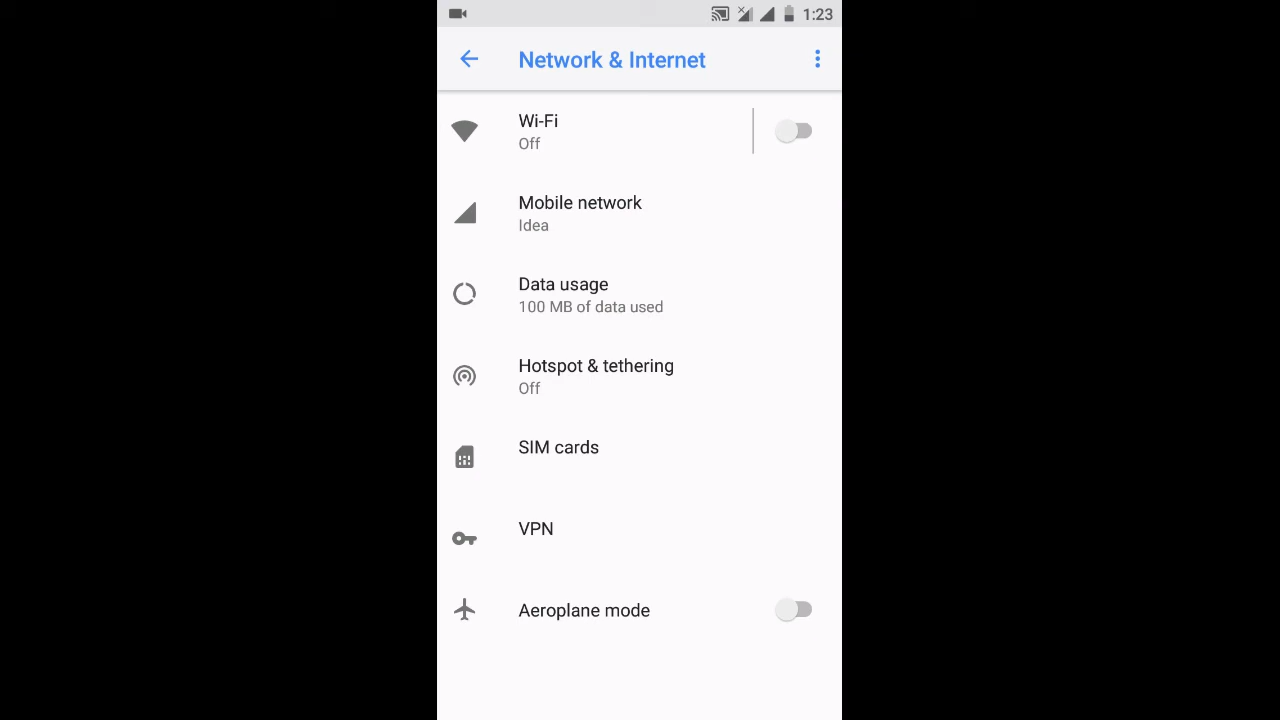 1:23
Network & Internet
Wi-Fi
Off
Mobile network
Idea
Data usage
100 MB of data used
Hotspot & tethering
Off
SIM cards
VPN
Aeroplane mode